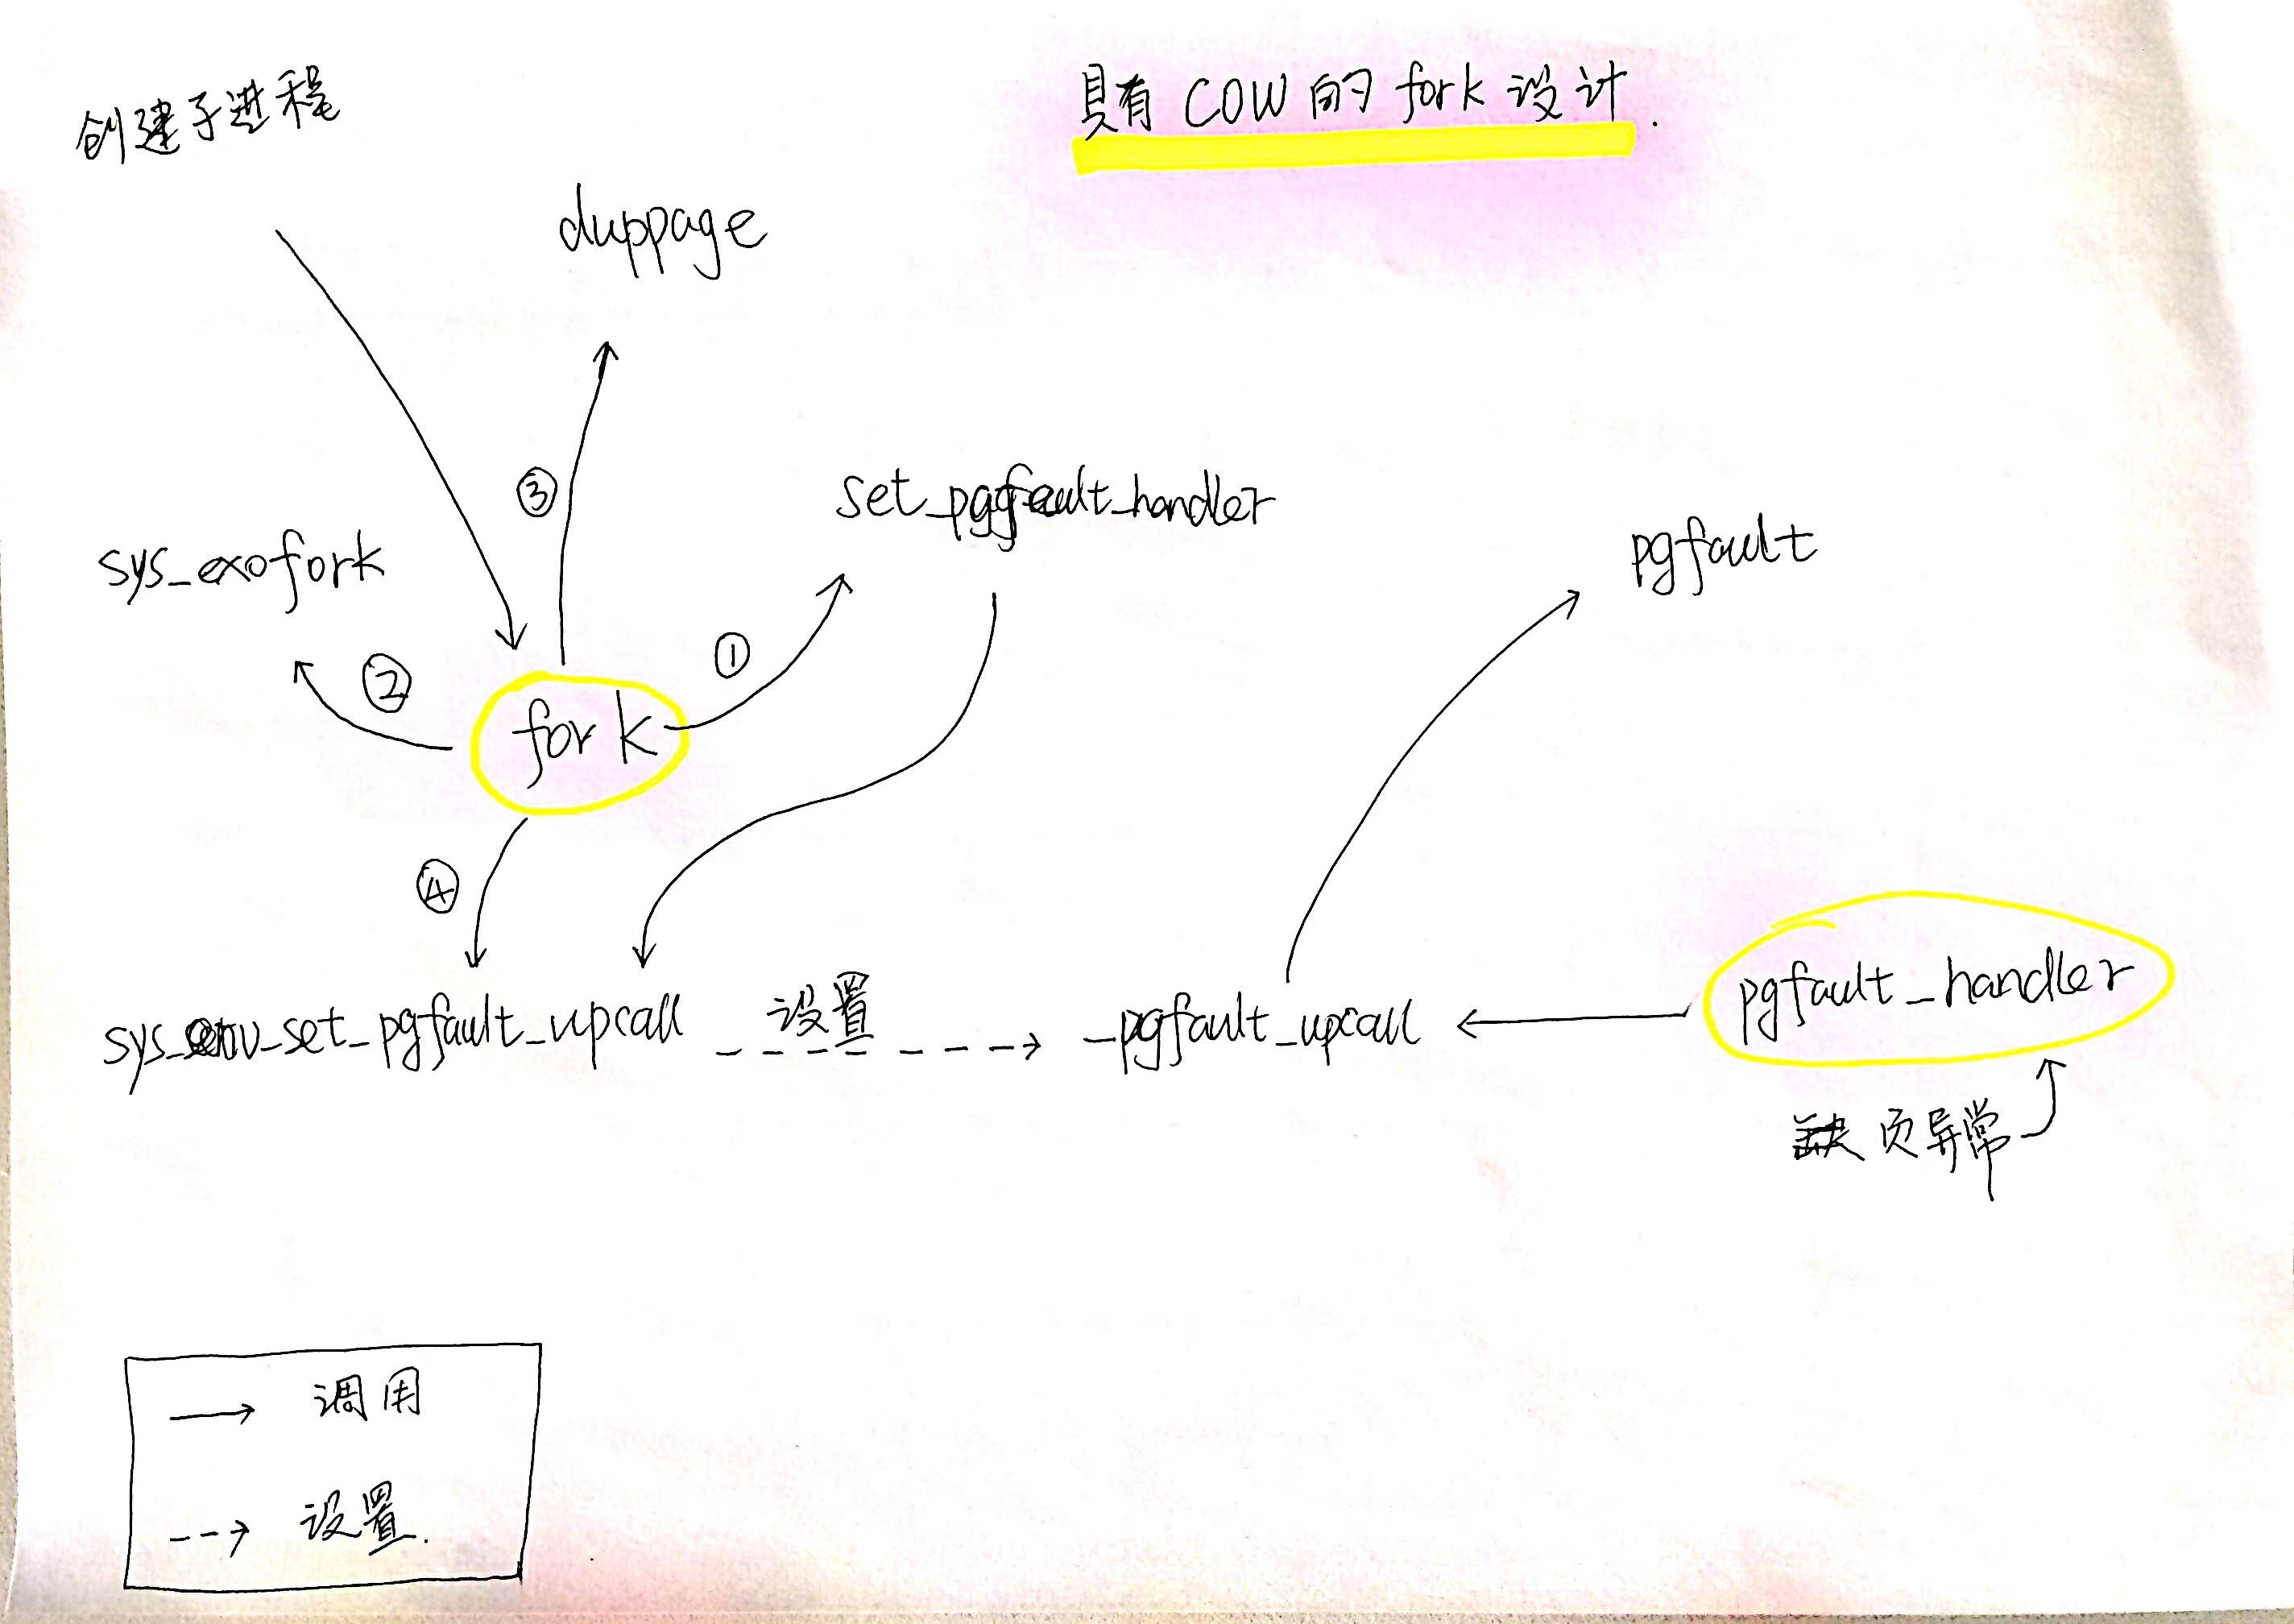 创建子进程
具有 COW 的 fork 设计.
duppage
③
set_pgfault_handler
sys_exofork
pgfault
②
①
fork
④
sys_env_set_pgfault_upcall
设置
_pgfault_upcall
pgfault_handler
缺页异常
调用
设置.